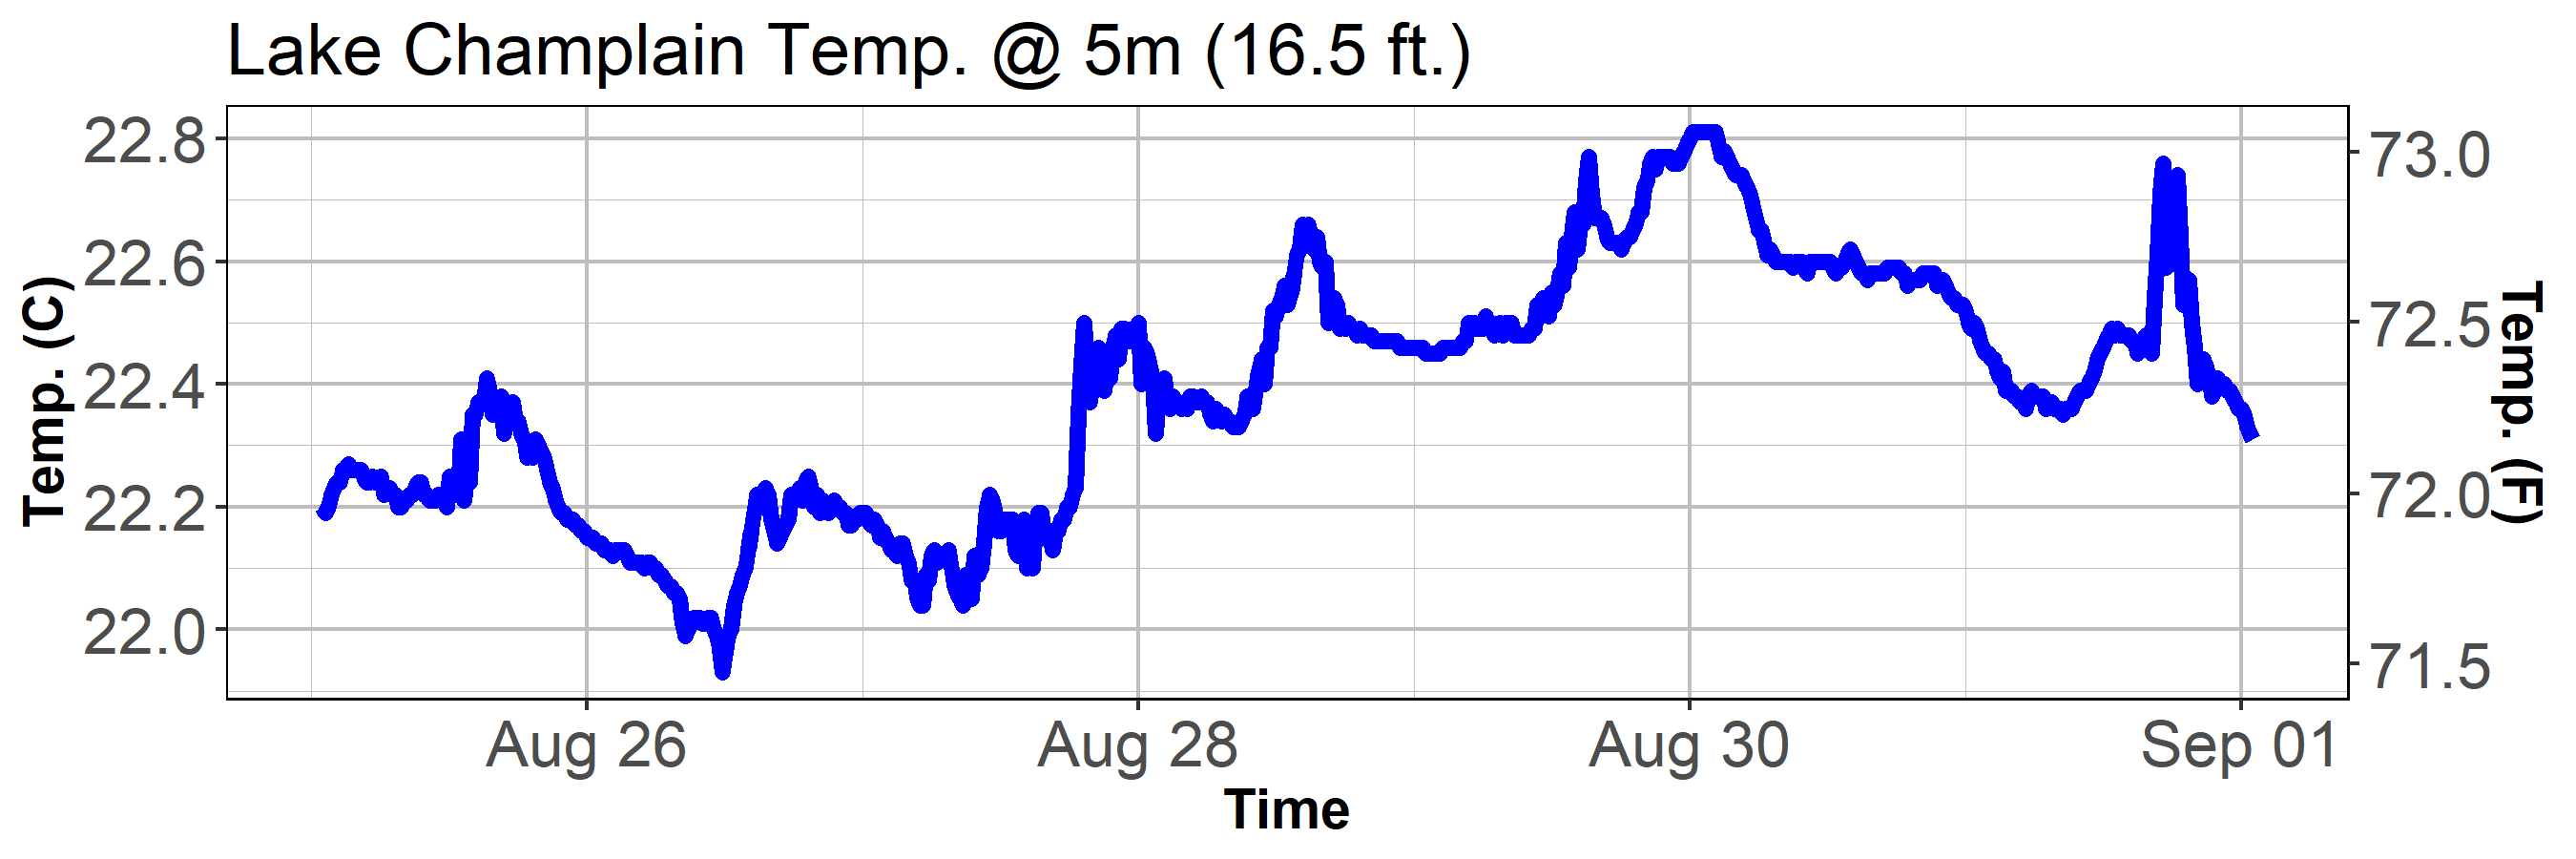 Lake Champlain Temp. @ 5m (16.5 ft.)
Temp. (C)
22.8
22.6
22.4
22.2
22.0
73.0
72.5
72.0
71.5
Temp. (F)
Aug 26
Aug 28
Aug 30
Sep 01
Time